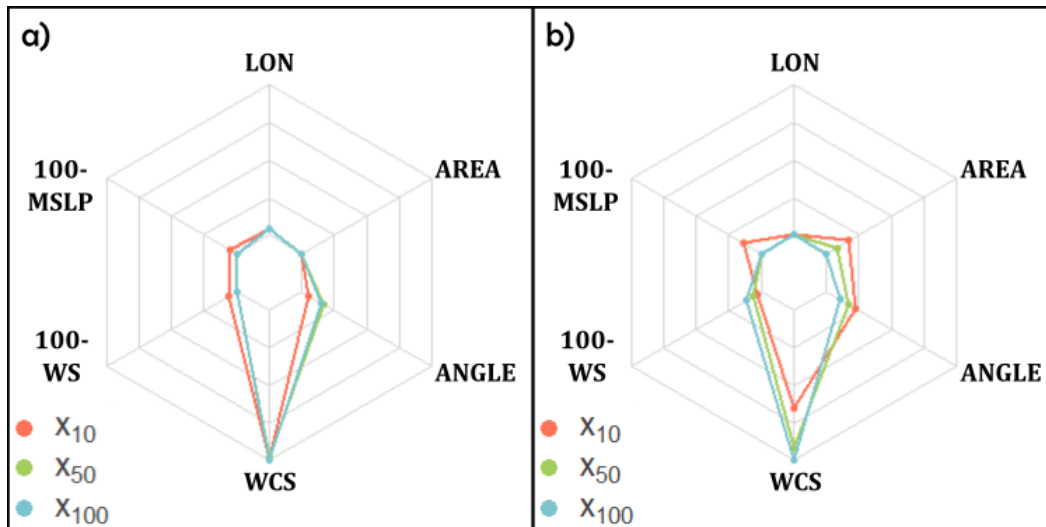 a)
LON
100-
MSLP
AREA
100-
WS
ANGLE
WCS
X10
X50
X100
b)
LON
100-
MSLP
AREA
100-
WS
ANGLE
WCS
X10
X50
X100